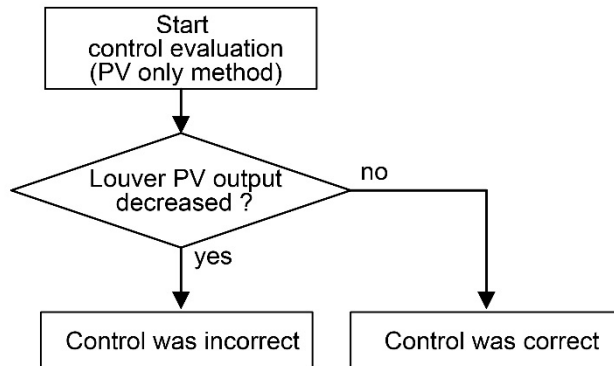 Start
control evaluation
(PV only method)
Louver PV output
decreased ?
no
yes
Control was incorrect
Control was correct